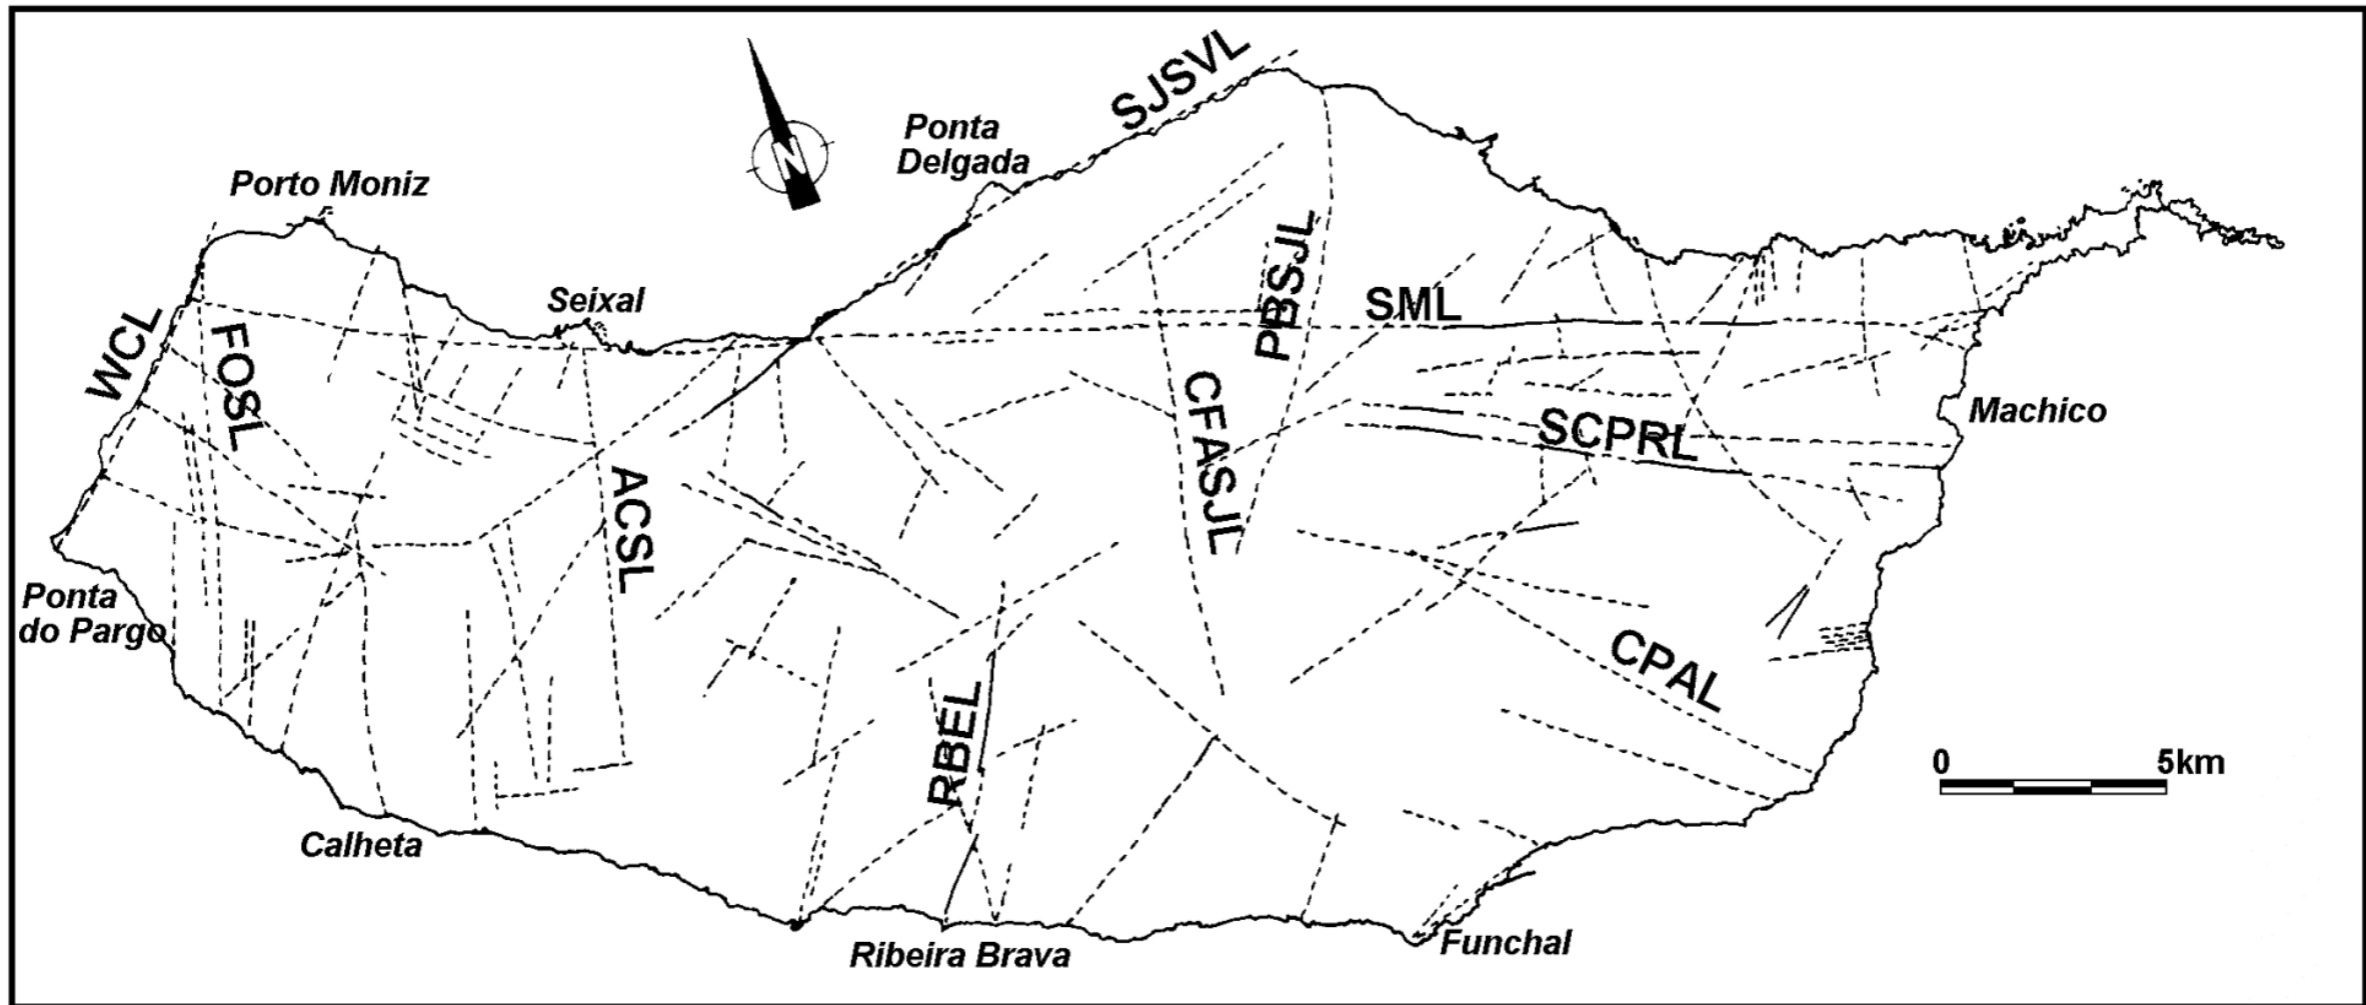 SJSVL
Ponta
Delgada
Porto Moniz
N
Seixal
PBSJL
SML
WCL
FOSL
CFASJL
SCPRL
Machico
ACSL
Ponta
do Pargo
CPAL
RBEL
0 5km
Calheta
Ribeira Brava
Funchal